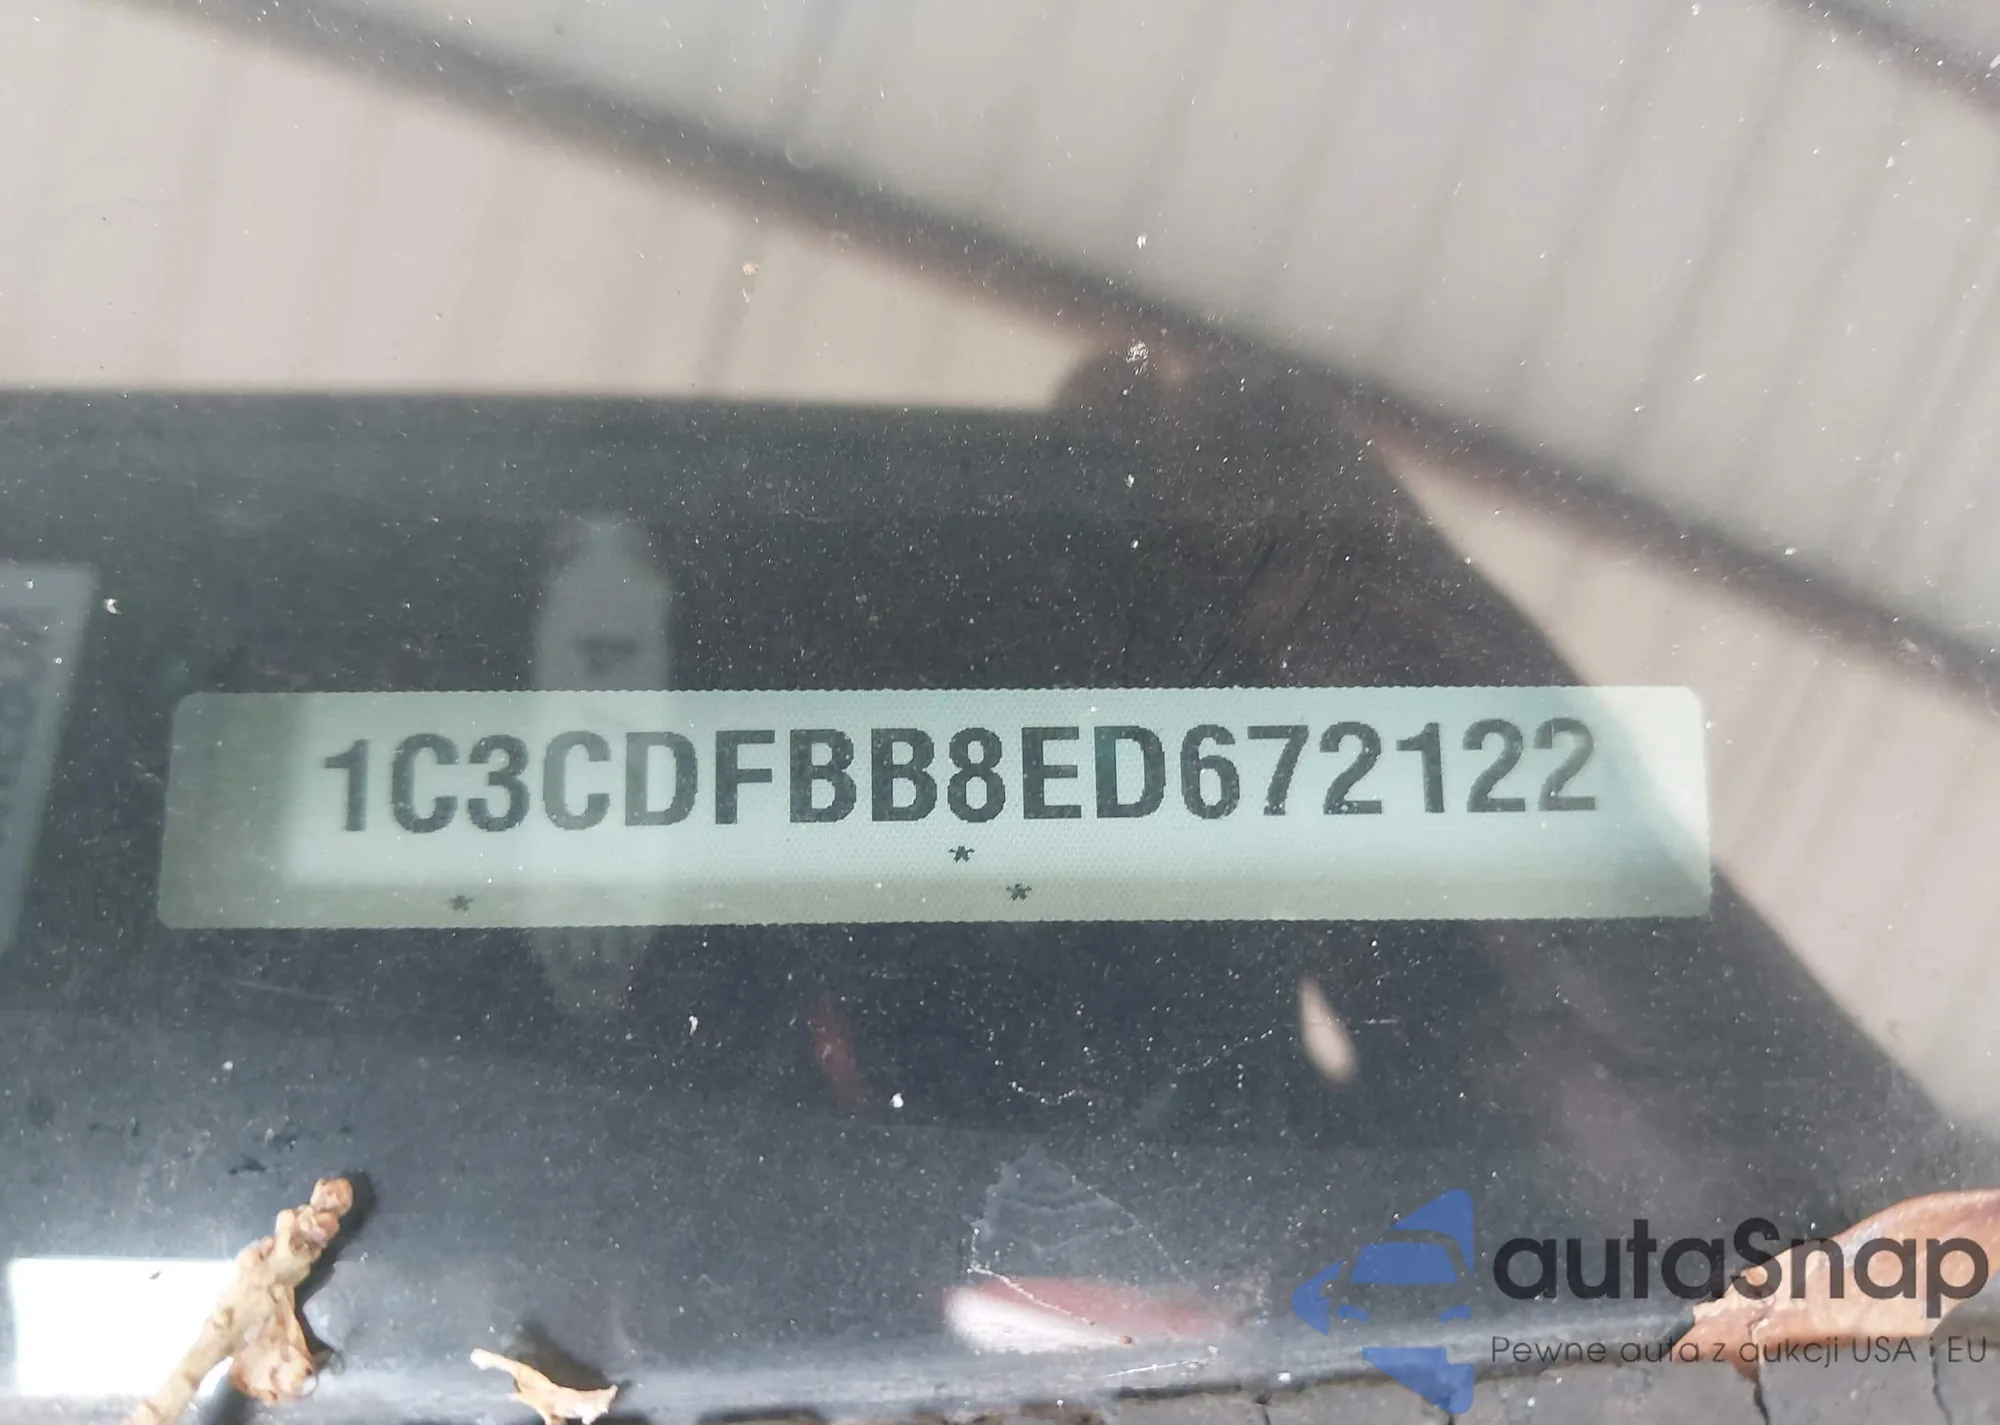 1C3CDFBB8ED672122
*
* *
autaSnap
Pewne auta z aukcji USA i EU